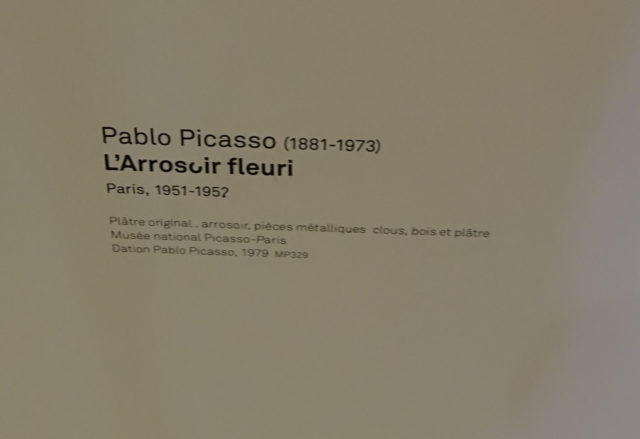 Pablo Picasso (1881-1973)
L'Arrosoir fleuri
Paris, 1951-1952
Plâtre original : arrosoir, pièces métalliques, clous, bois et plâtre
Musée national Picasso-Paris
Dation Pablo Picasso, 1979 MP329